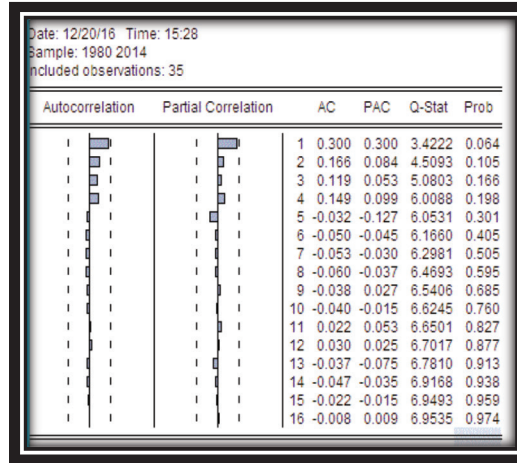 Date: 12/20/16 Time: 15:28
Sample: 1980 2014
Included observations: 35
Autocorrelation Partial Correlation AC PAC Q-Stat Prob
1 0.300 0.300 3.4222 0.064
2 0.166 0.084 4.5093 0.105
3 0.119 0.053 5.0803 0.166
4 0.149 0.099 6.0088 0.198
5 -0.032 -0.127 6.0531 0.301
6 -0.050 -0.045 6.1660 0.405
7 -0.053 -0.030 6.2981 0.505
8 -0.060 -0.037 6.4693 0.595
9 -0.038 0.027 6.5406 0.685
10 -0.040 -0.015 6.6245 0.760
11 0.022 0.053 6.6501 0.827
12 0.030 0.025 6.7017 0.877
13 -0.037 -0.075 6.7810 0.913
14 -0.047 -0.035 6.9168 0.938
15 -0.022 -0.015 6.9493 0.959
16 -0.008 0.009 6.9535 0.974